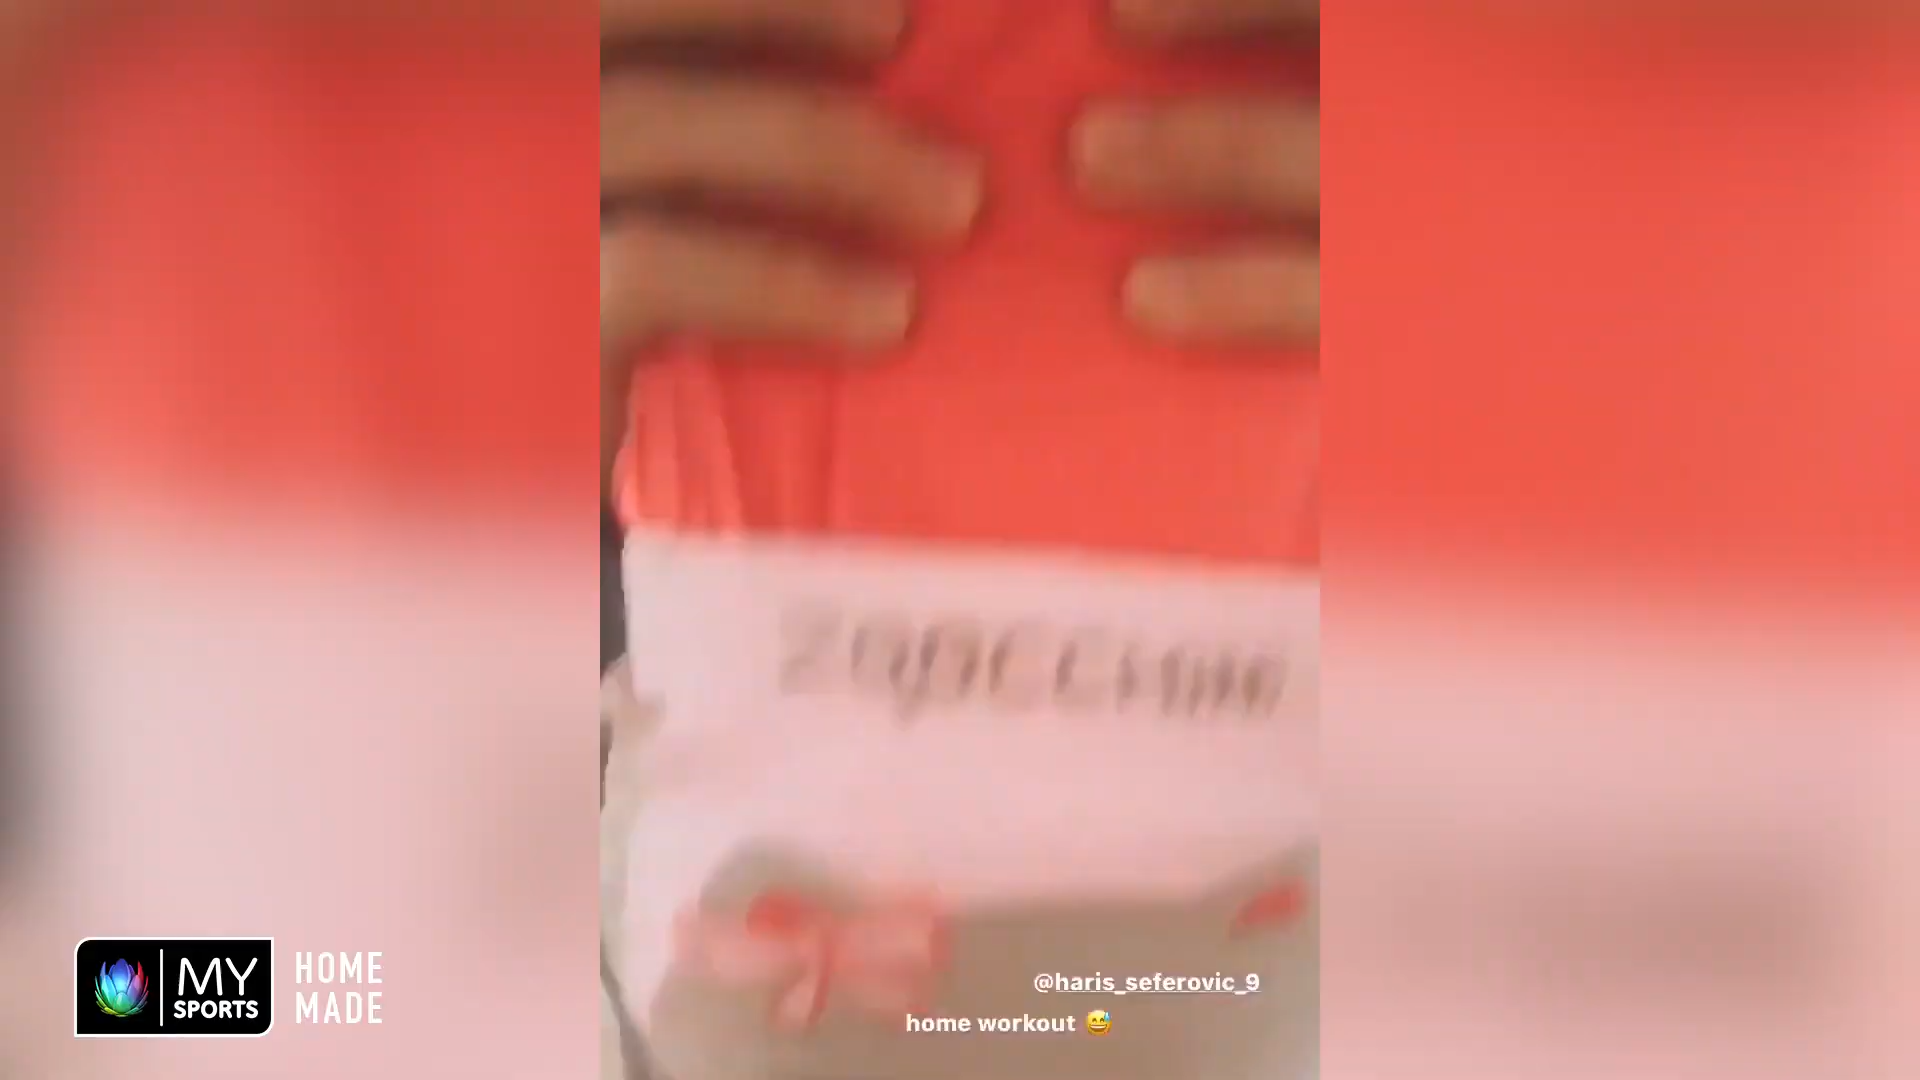 @haris_seferovic_9
home workout 😅
MY
SPORTS
HOME
MADE